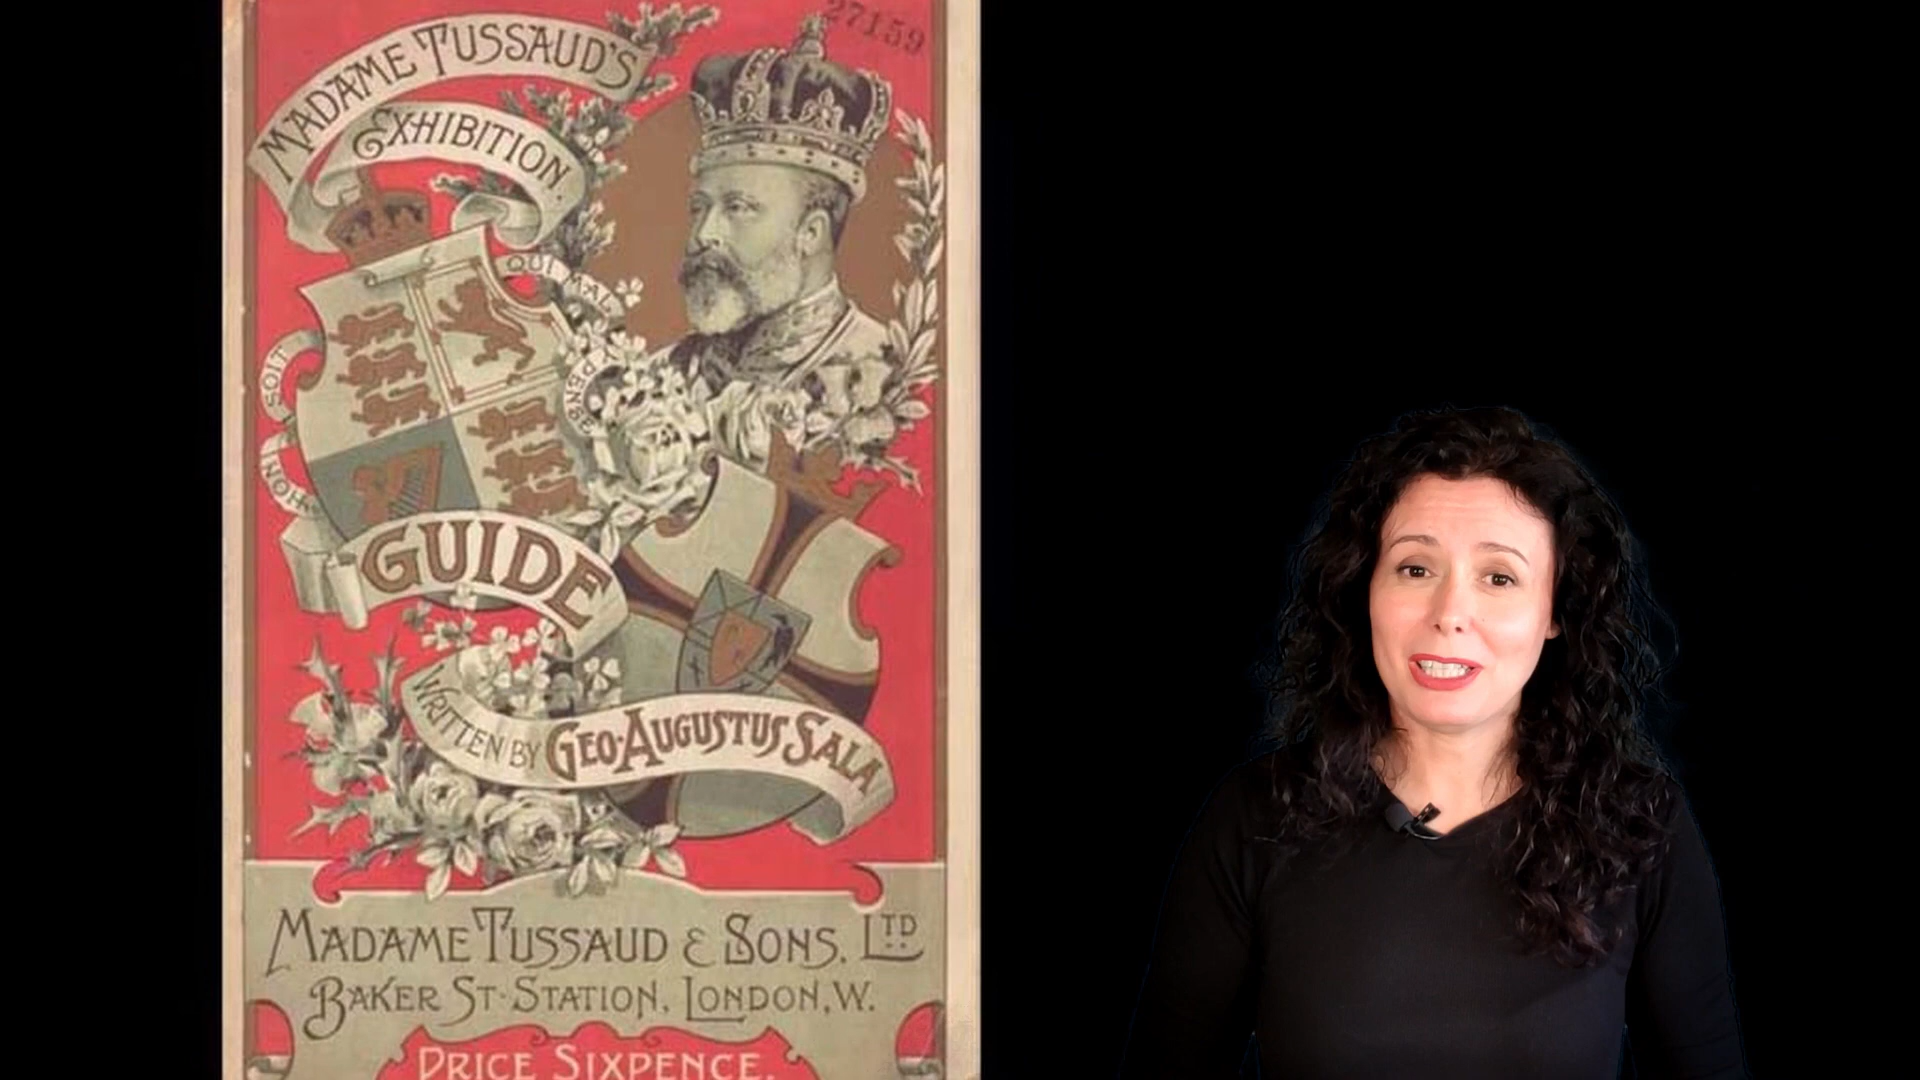 27159
MADAME TUSSAUD'S
EXHIBITION.
HONI SOIT QUI MAL PENSE
GUIDE
WRITTEN BY GEO. AUGUSTUS SALA
MADAME TUSSAUD & SONS, LTD
BAKER ST. STATION, LONDON, W.
PRICE SIXPENCE.